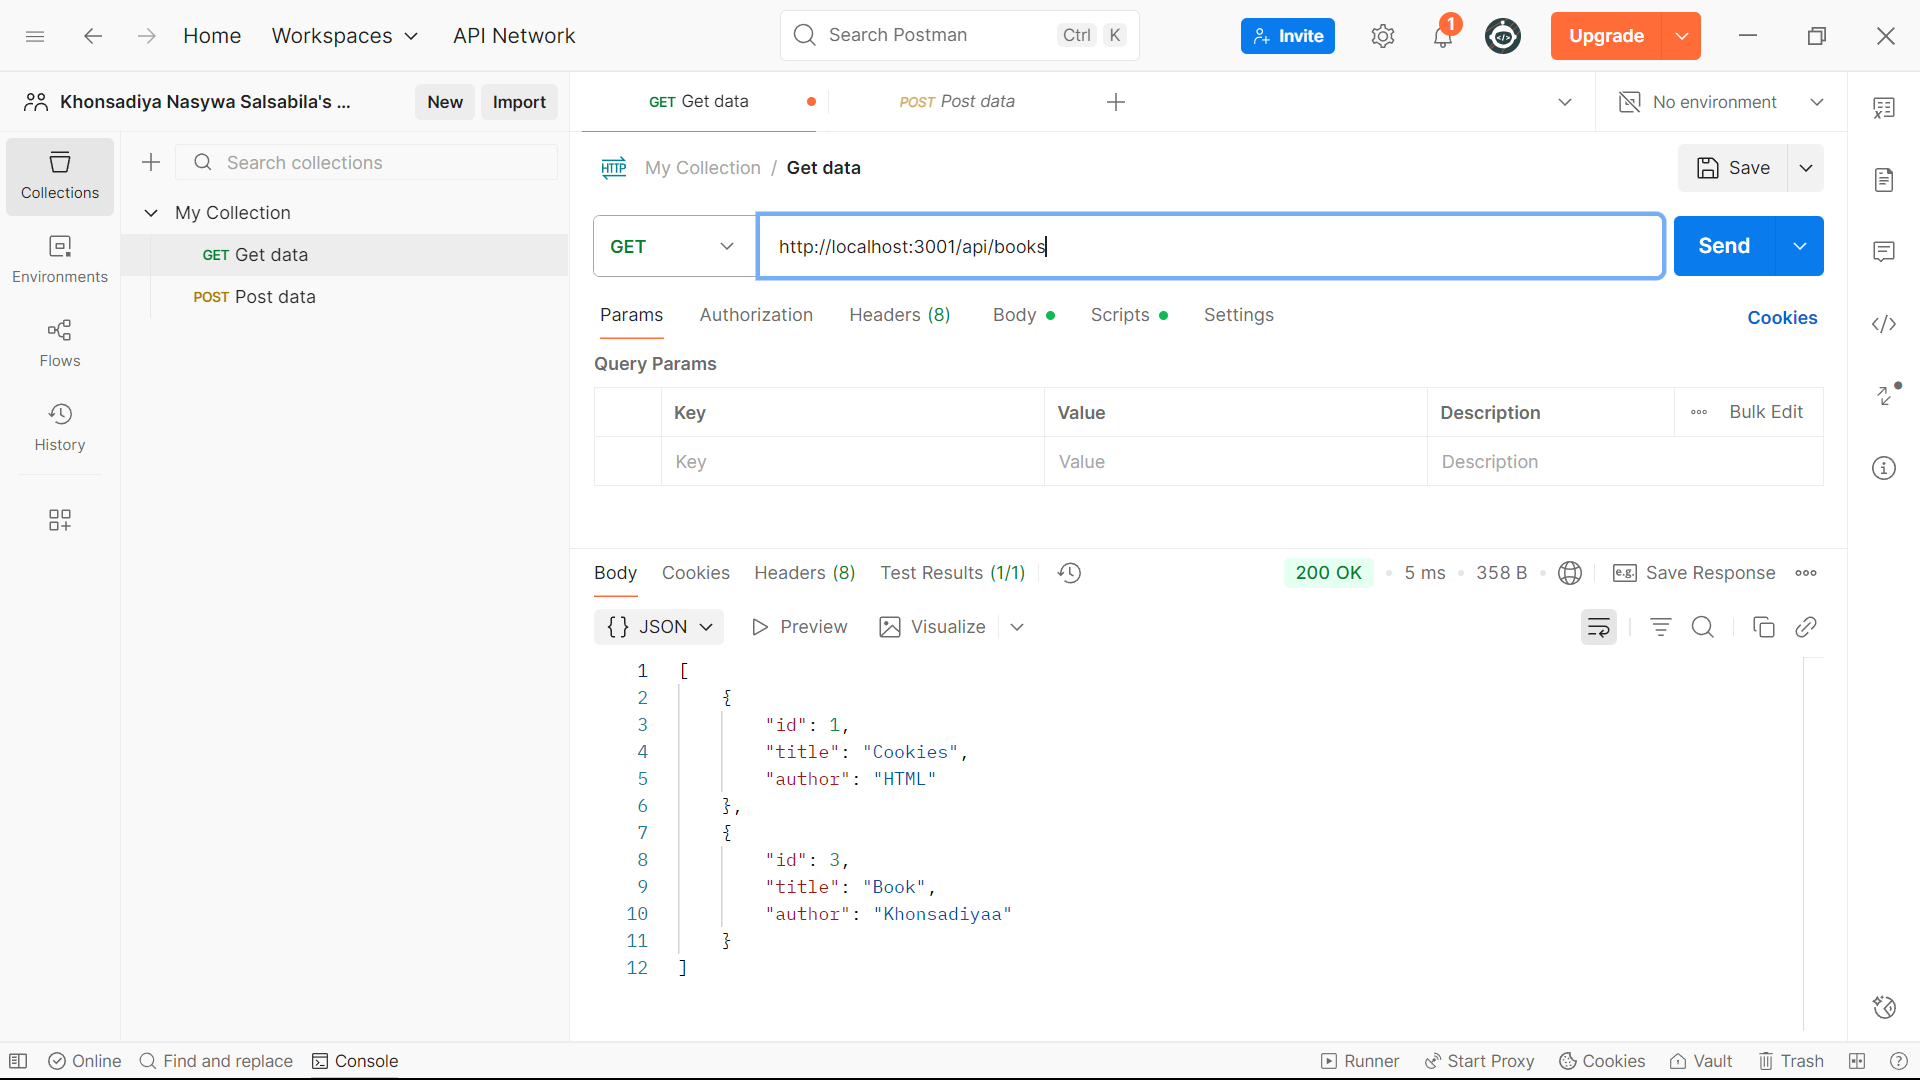 Home Workspaces API Network Search Postman Ctrl K Invite 1 Upgrade
Khonsadiya Nasywa Salsabila's ... New Import GET Get data POST Post data No environment
Collections
Search collections
My Collection / Get data Save
My Collection
GET Get data
POST Post data
Environments
Flows
History
GET http://localhost:3001/api/books Send
Params Authorization Headers (8) Body Scripts Settings Cookies
Query Params
Key Value Description Bulk Edit
Key Value Description
Body Cookies Headers (8) Test Results (1/1) 200 OK 5 ms 358 B e.g. Save Response
{} JSON Preview Visualize
1 [
2 {
3 "id": 1,
4 "title": "Cookies",
5 "author": "HTML"
6 },
7 {
8 "id": 3,
9 "title": "Book",
10 "author": "Khonsadiyaa"
11 }
12 ]
Online Find and replace Console Runner Start Proxy Cookies Vault Trash